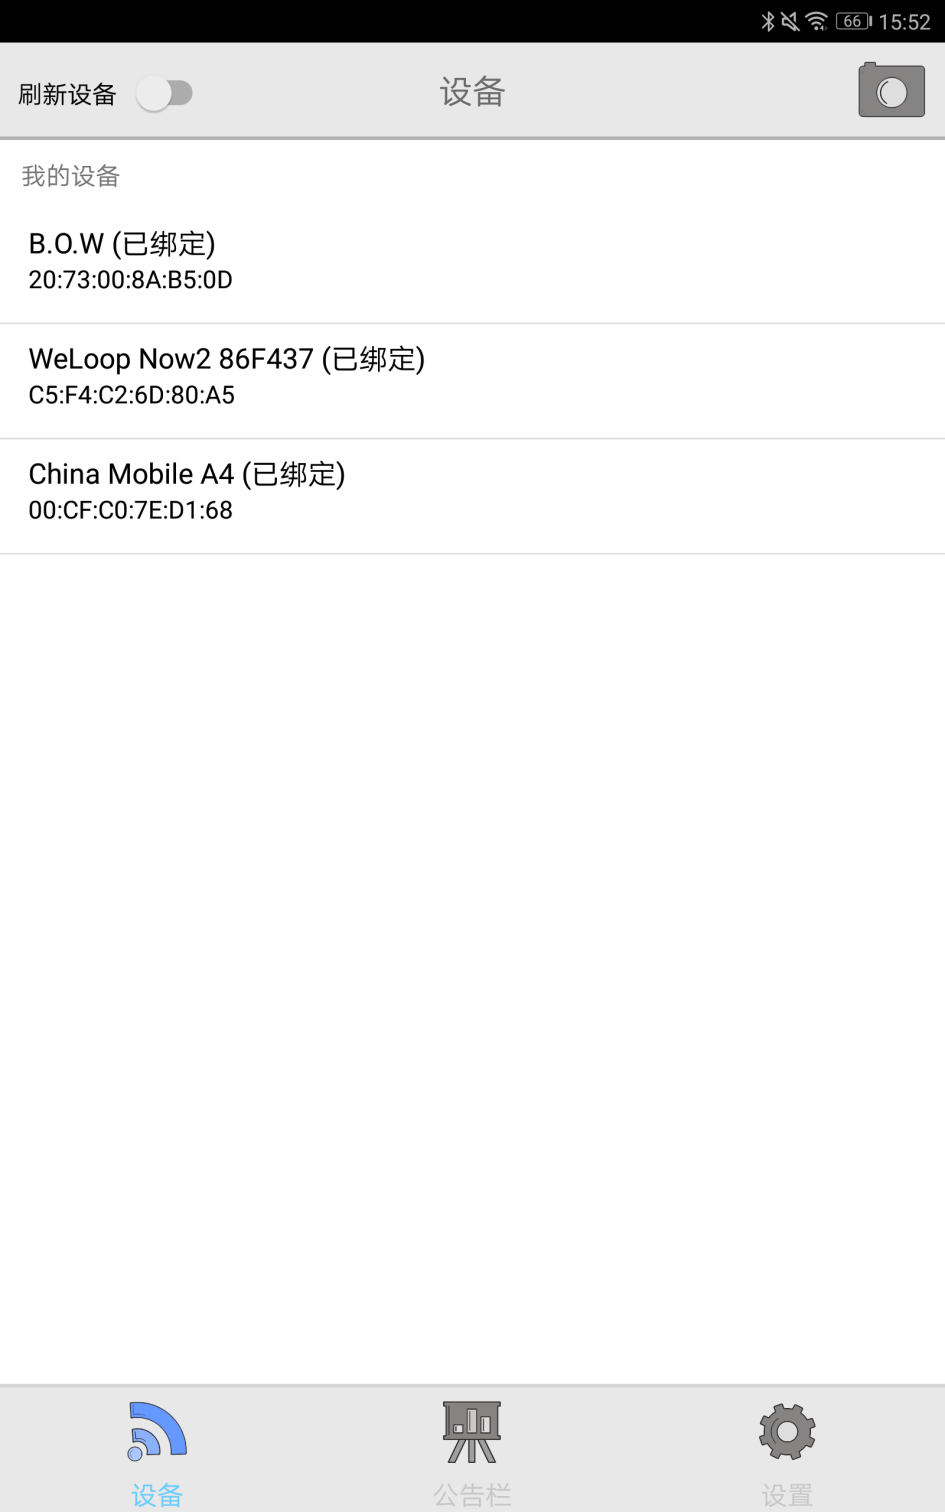 66 15:52
刷新设备
设备
我的设备
B.O.W (已绑定)
20:73:00:8A:B5:0D
WeLoop Now2 86F437 (已绑定)
C5:F4:C2:6D:80:A5
China Mobile A4 (已绑定)
00:CF:C0:7E:D1:68
设备
公告栏
设置